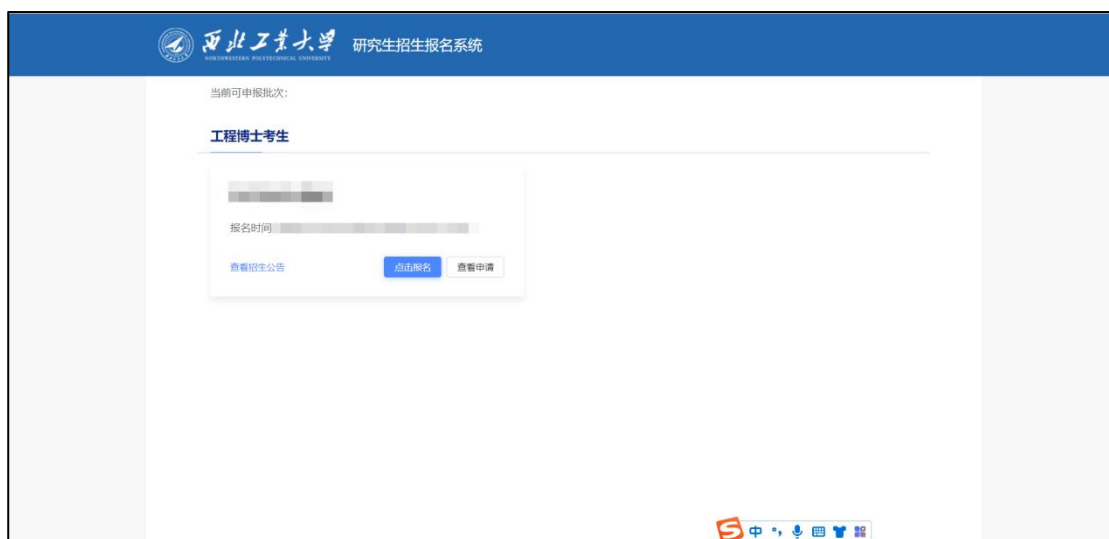 西北工业大学
NORTHWESTERN POLYTECHNICAL UNIVERSITY
研究生招生报名系统
当前可申报批次：
工程博士考生
报名时间
查看招生公告
点击报名
查看申请
中